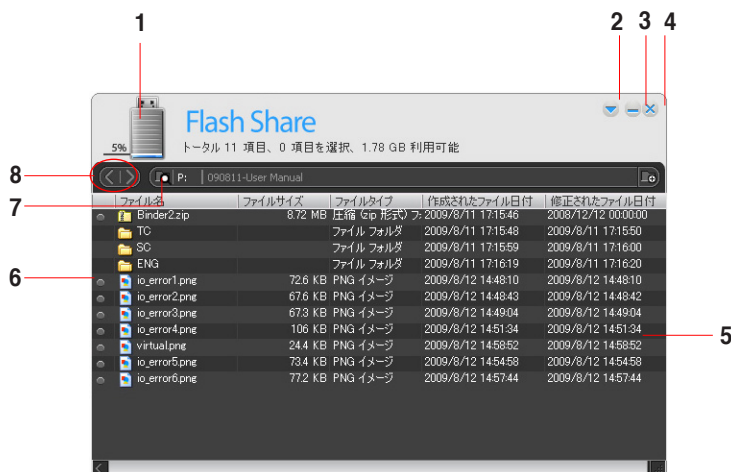 1 2 3 4
Flash Share
5% トータル 11 項目、0 項目を選択、1.78 GB 利用可能
8
P: 090811-User Manual
7
ファイル名 ファイルサイズ ファイルタイプ 作成されたファイル日付 修正されたファイル日付
Binder2.zip 8.72 MB 圧縮 (zip 形式) フ: 2009/8/11 17:15:46 2008/12/12 00:00:00
TC ファイル フォルダ 2009/8/11 17:15:48 2009/8/11 17:15:50
SC ファイル フォルダ 2009/8/11 17:15:59 2009/8/11 17:16:00
ENG ファイル フォルダ 2009/8/11 17:16:19 2009/8/11 17:16:20
6 io_error1.png 72.6 KB PNG イメージ 2009/8/12 14:48:10 2009/8/12 14:48:10
io_error2.png 67.6 KB PNG イメージ 2009/8/12 14:48:43 2009/8/12 14:48:42
io_error3.png 67.3 KB PNG イメージ 2009/8/12 14:49:04 2009/8/12 14:49:04
io_error4.png 106 KB PNG イメージ 2009/8/12 14:51:34 2009/8/12 14:51:34 5
virtual.png 24.4 KB PNG イメージ 2009/8/12 14:58:52 2009/8/12 14:58:52
io_error5.png 73.4 KB PNG イメージ 2009/8/12 14:54:58 2009/8/12 14:54:58
io_error6.png 77.2 KB PNG イメージ 2009/8/12 14:57:44 2009/8/12 14:57:44